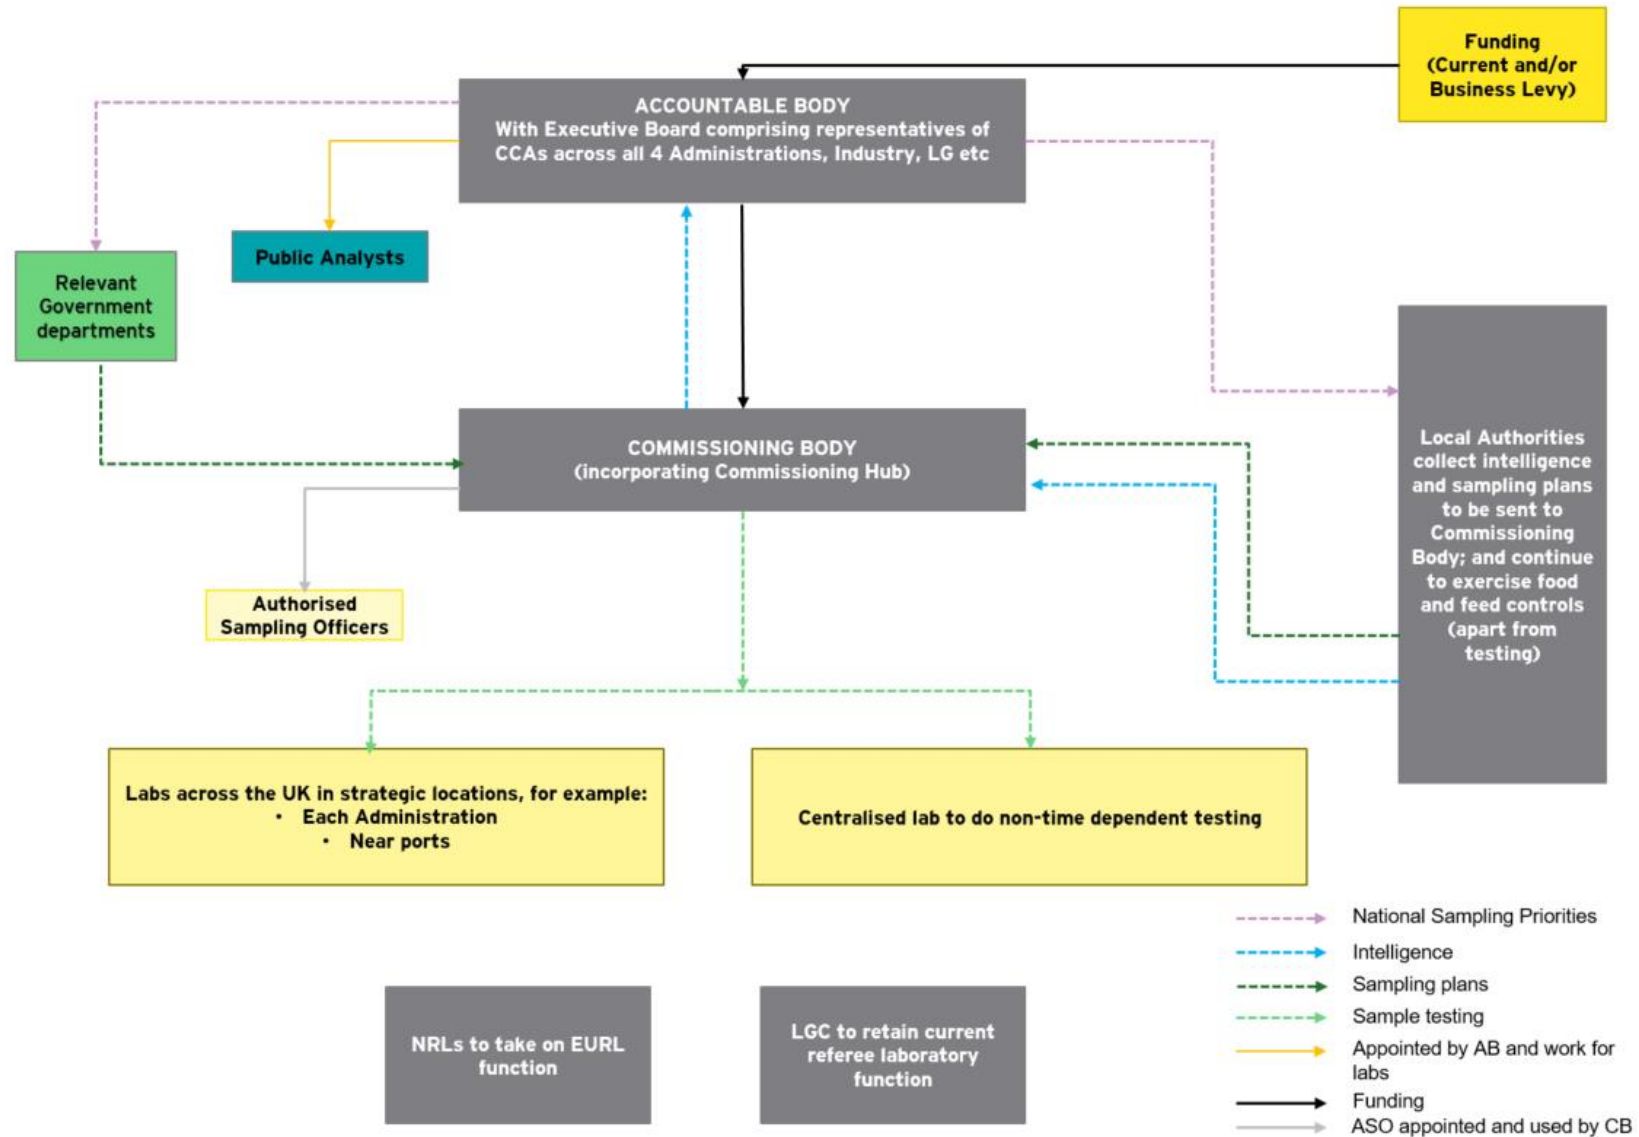 Funding
(Current and/or
Business Levy)
ACCOUNTABLE BODY
With Executive Board comprising representatives of
CCAs across all 4 Administrations, Industry, LG etc
Public Analysts
Relevant
Government
departments
COMMISSIONING BODY
(incorporating Commissioning Hub)
Local Authorities
collect intelligence
and sampling plans
to be sent to
Commissioning
Body; and continue
to exercise food
and feed controls
(apart from
testing)
Authorised
Sampling Officers
Labs across the UK in strategic locations, for example:
• Each Administration
• Near ports
Centralised lab to do non-time dependent testing
NRLs to take on EURL
function
LGC to retain current
referee laboratory
function
National Sampling Priorities
Intelligence
Sampling plans
Sample testing
Appointed by AB and work for
labs
Funding
ASO appointed and used by CB